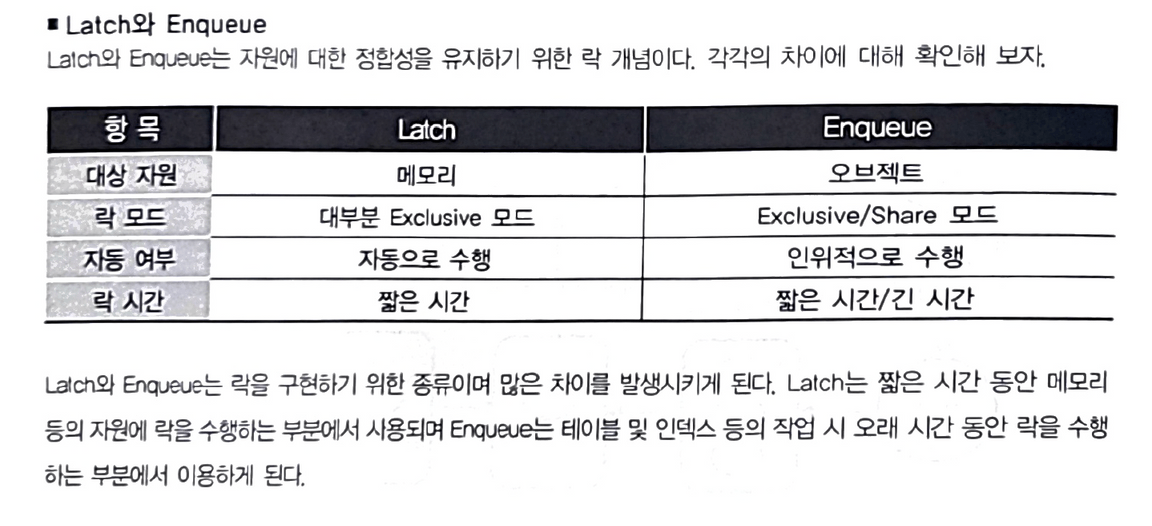 ■ Latch와 Enqueue
Latch와 Enqueue는 자원에 대한 정합성을 유지하기 위한 락 개념이다. 각각의 차이에 대해 확인해 보자.
항 목 Latch Enqueue
대상 자원 메모리 오브젝트
락 모드 대부분 Exclusive 모드 Exclusive/Share 모드
자동 여부 자동으로 수행 인위적으로 수행
락 시간 짧은 시간 짧은 시간/긴 시간
Latch와 Enqueue는 락을 구현하기 위한 종류이며 많은 차이를 발생시키게 된다. Latch는 짧은 시간 동안 메모리
등의 자원에 락을 수행하는 부분에서 사용되며 Enqueue는 테이블 및 인덱스 등의 작업 시 오래 시간 동안 락을 수행
하는 부분에서 이용하게 된다.